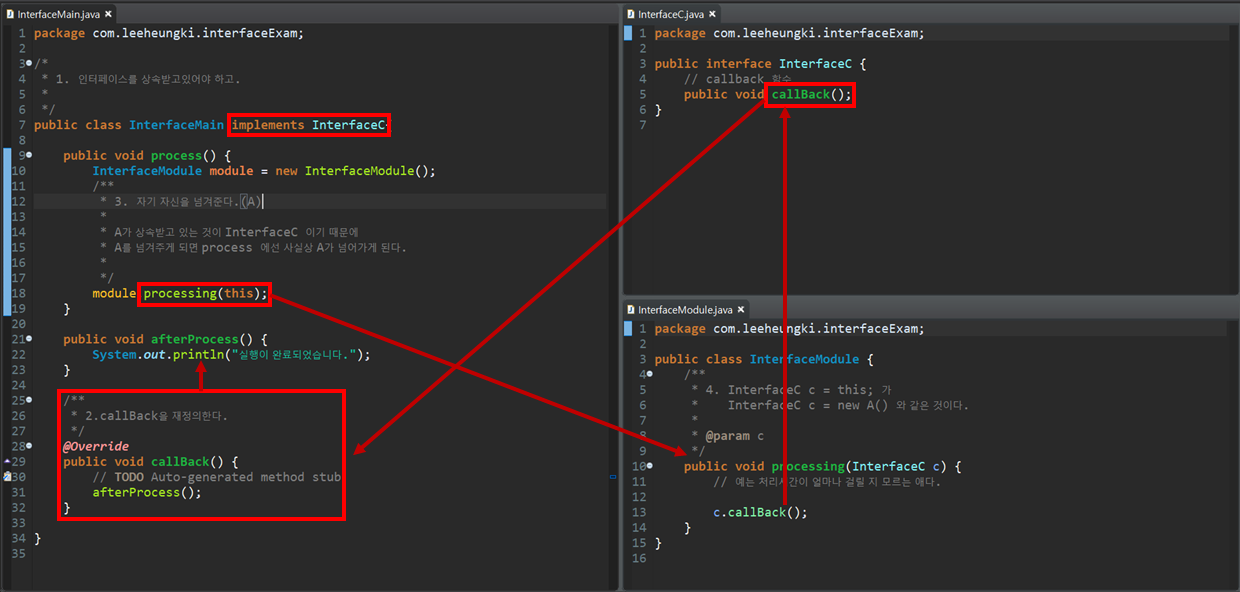 InterfaceMain.java
1 package com.leeheungki.interfaceExam;
2
3 /*
4 * 1. 인터페이스를 상속받고있어야 하고.
5 *
6 */
7 public class InterfaceMain implements InterfaceC
8
9 public void process() {
10 InterfaceModule module = new InterfaceModule();
11 /**
12 * 3. 자기 자신을 넘겨준다.(A)
13 *
14 * A가 상속받고 있는 것이 InterfaceC 이기 때문에
15 * A를 넘겨주게 되면 process 에선 사실상 A가 넘어가게 된다.
16 *
17 */
18 module processing(this);
19 }
20
21 public void afterProcess() {
22 System.out.println("실행이 완료되었습니다.");
23 }
24
25 /**
26 * 2.callBack을 재정의한다.
27 */
28 @Override
29 public void callBack() {
30 // TODO Auto-generated method stub
31 afterProcess();
32 }
33
34 }
35
InterfaceC.java
1 package com.leeheungki.interfaceExam;
2
3 public interface InterfaceC {
4 // callback 함수
5 public void callBack();
6 }
7
InterfaceModule.java
1 package com.leeheungki.interfaceExam;
2
3 public class InterfaceModule {
4 /**
5 * 4. InterfaceC c = this; 가
6 * InterfaceC c = new A() 와 같은 것이다.
7 *
8 * @param c
9 */
10 public void processing(InterfaceC c) {
11 // 예는 처리시간이 얼마나 걸릴 지 모르는 애다.
12
13 c.callBack();
14 }
15 }
16